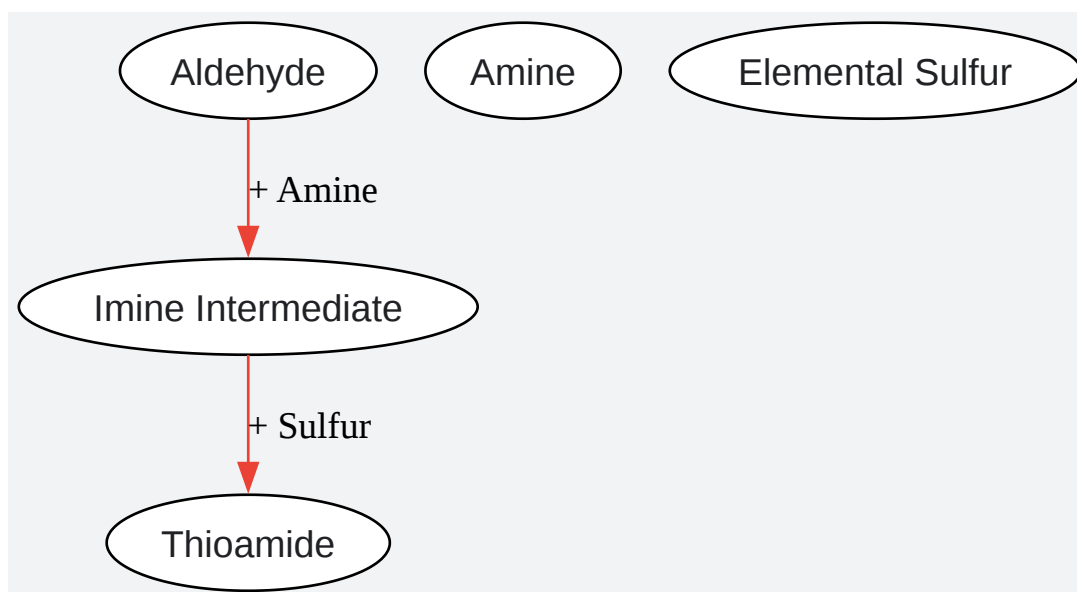 Aldehyde
Amine
Elemental Sulfur
+ Amine
Imine Intermediate
+ Sulfur
Thioamide